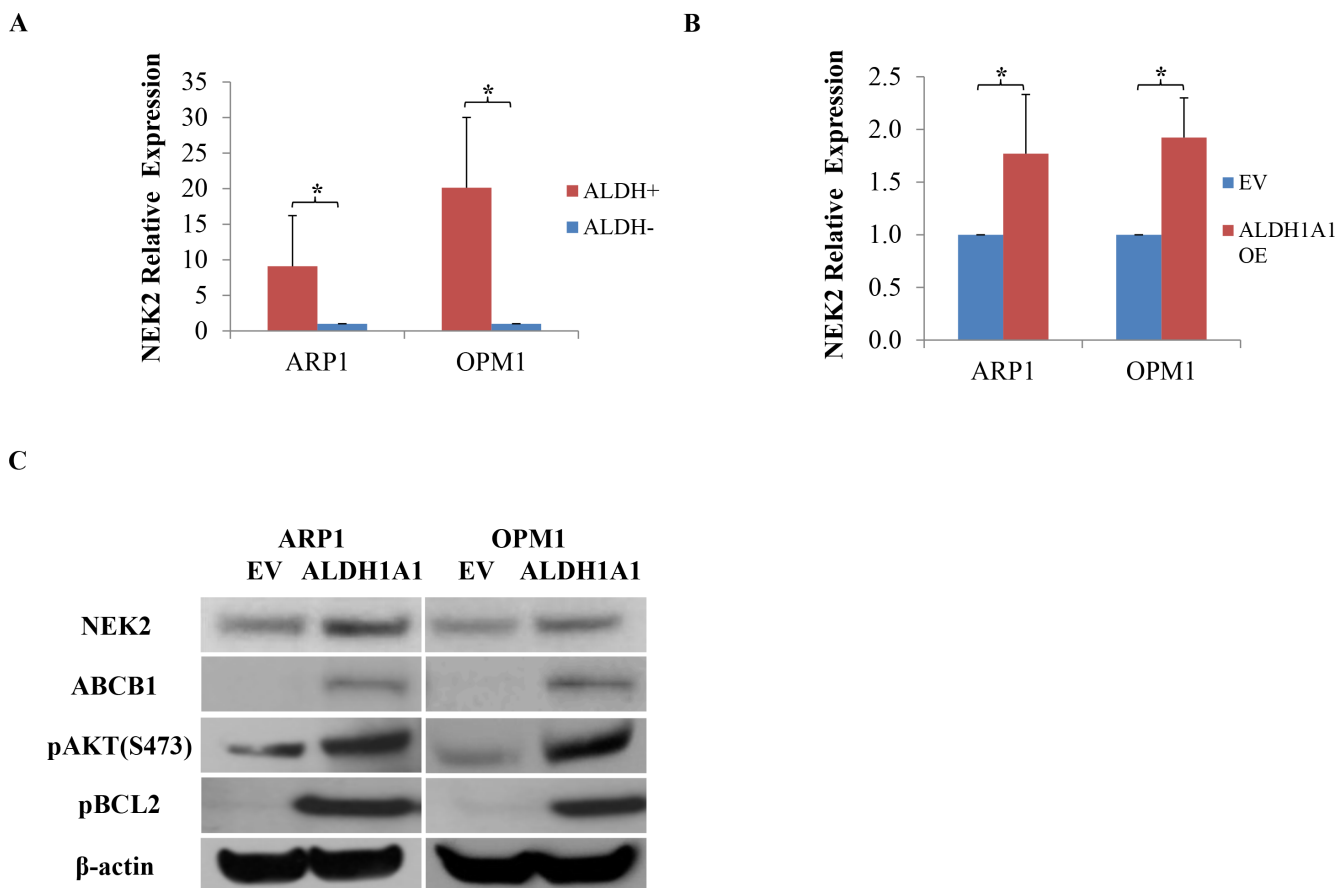 A
NEK2 Relative Expression
35
30
25
20
15
10
5
0
*
*
ARP1
OPM1
ALDH+
ALDH-
B
NEK2 Relative Expression
2.5
2.0
1.5
1.0
0.5
0.0
*
*
ARP1
OPM1
EV
ALDH1A1
OE
C
ARP1 OPM1
EV ALDH1A1 EV ALDH1A1
NEK2
ABCB1
pAKT(S473)
pBCL2
β-actin